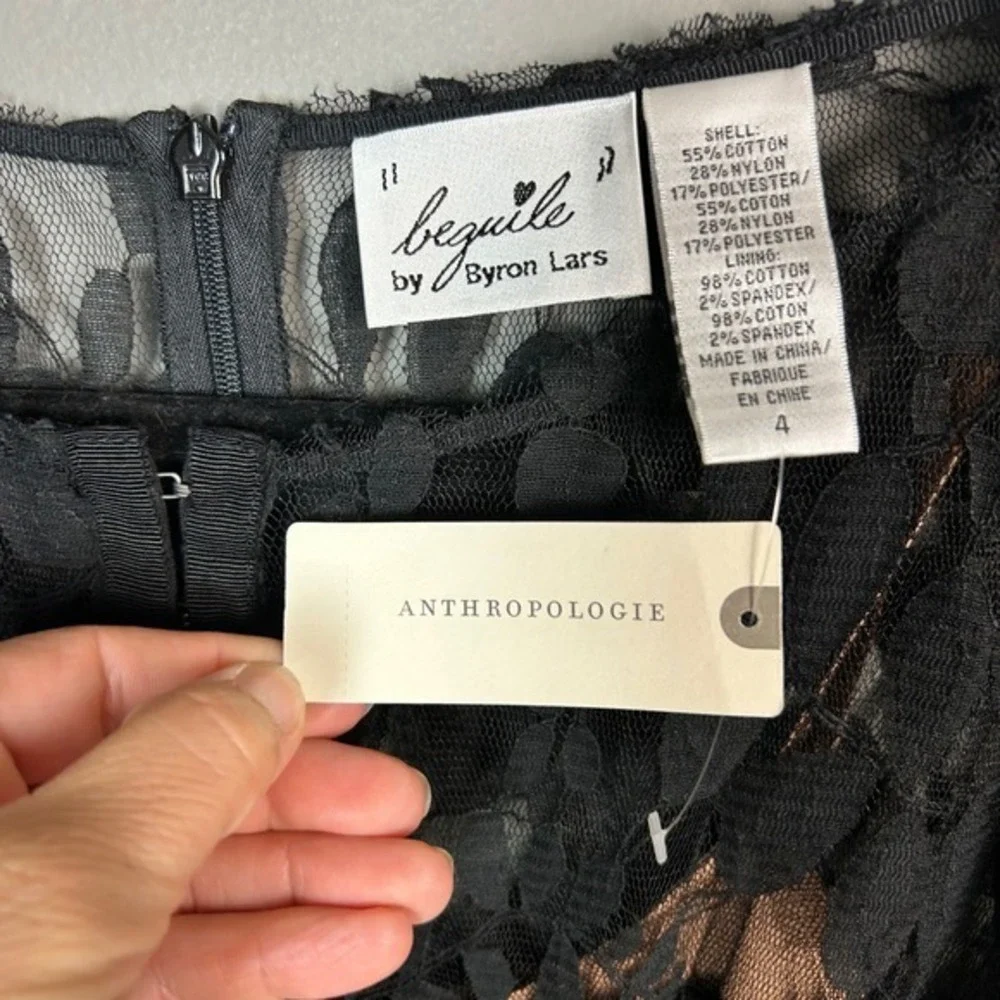 " beguile "
by Byron Lars
SHELL:
55% COTTON
28% NYLON
17% POLYESTER/
55% COTON
28% NYLON
17% POLYESTER
LINING:
98% COTTON
2% SPANDEX/
98% COTON
2% SPANDEX
MADE IN CHINA/
FABRIQUE
EN CHINE
4
ANTHROPOLOGIE